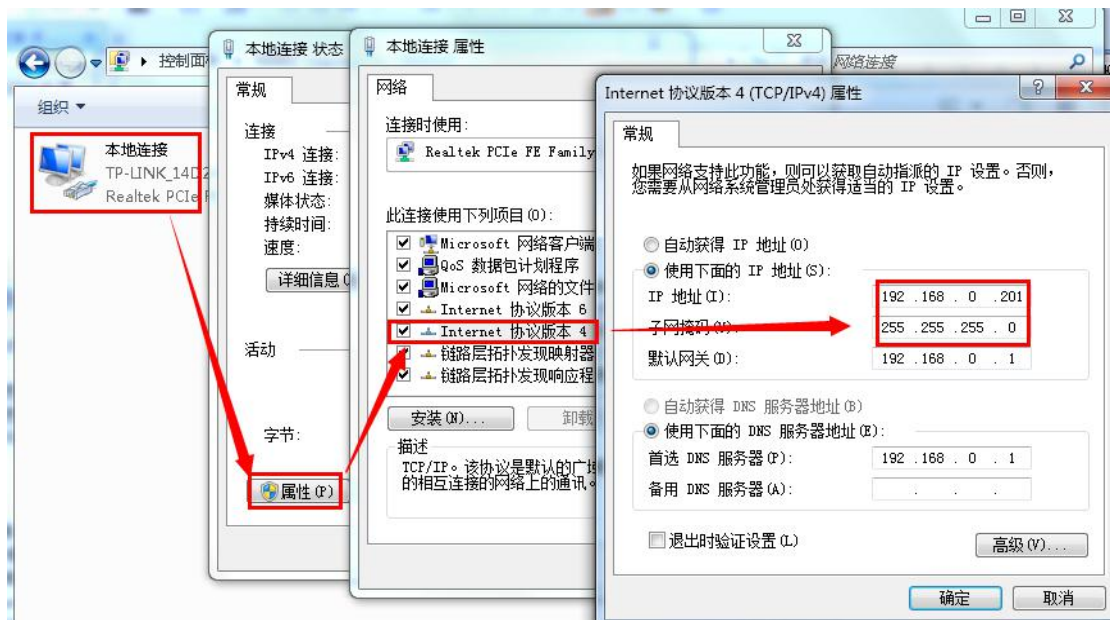 控制面
网络连接
组织
本地连接
TP-LINK_14D2
Realtek PCIe F
本地连接 状态
常规
连接
IPv4 连接:
IPv6 连接:
媒体状态:
持续时间:
速度:
详细信息(
活动
字节:
属性(P)
本地连接 属性
网络
连接时使用:
Realtek PCIe FE Family
此连接使用下列项目(O):
Microsoft 网络客户端
QoS 数据包计划程序
Microsoft 网络的文件
Internet 协议版本 6
Internet 协议版本 4
链路层拓扑发现映射器
链路层拓扑发现响应程
安装(N)...
卸载
描述
TCP/IP。该协议是默认的广域
的相互连接的网络上的通讯。
Internet 协议版本 4 (TCP/IPv4) 属性
常规
如果网络支持此功能，则可以获取自动指派的 IP 设置。否则，
您需要从网络系统管理员处获得适当的 IP 设置。
自动获得 IP 地址(O)
使用下面的 IP 地址(S):
IP 地址(I): 192 .168 . 0 .201
子网掩码(U): 255 .255 .255 . 0
默认网关(D): 192 .168 . 0 . 1
自动获得 DNS 服务器地址(B)
使用下面的 DNS 服务器地址(E):
首选 DNS 服务器(P): 192 .168 . 0 . 1
备用 DNS 服务器(A): . . .
退出时验证设置(L)
高级(V)...
确定
取消